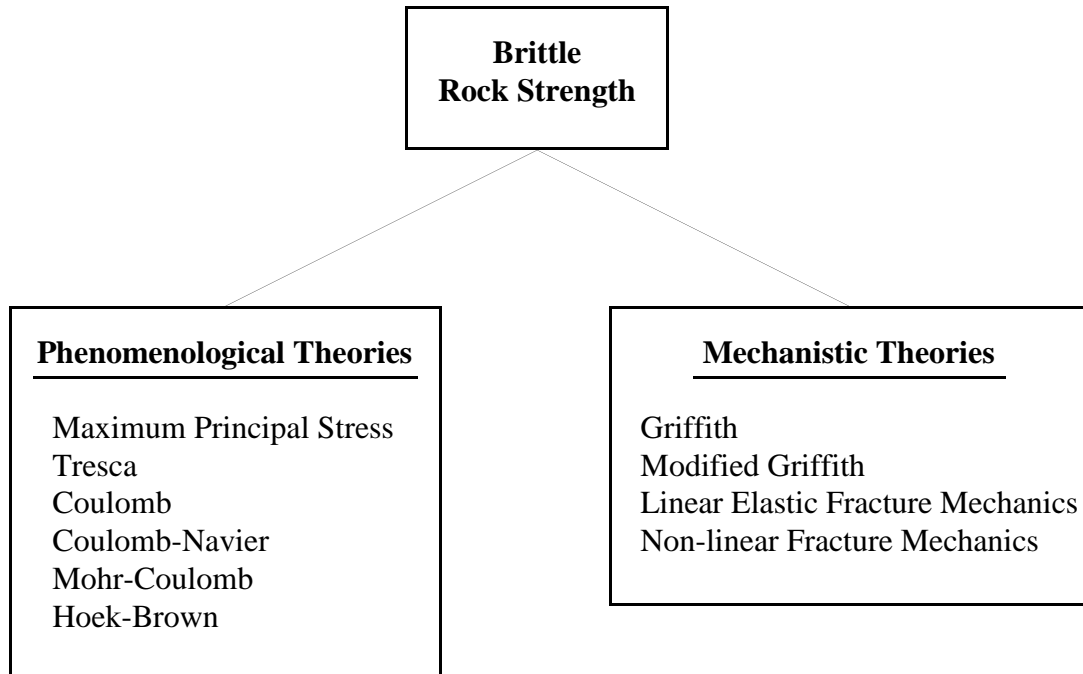 Brittle
Rock Strength
Phenomenological Theories
Maximum Principal Stress
Tresca
Coulomb
Coulomb-Navier
Mohr-Coulomb
Hoek-Brown
Mechanistic Theories
Griffith
Modified Griffith
Linear Elastic Fracture Mechanics
Non-linear Fracture Mechanics